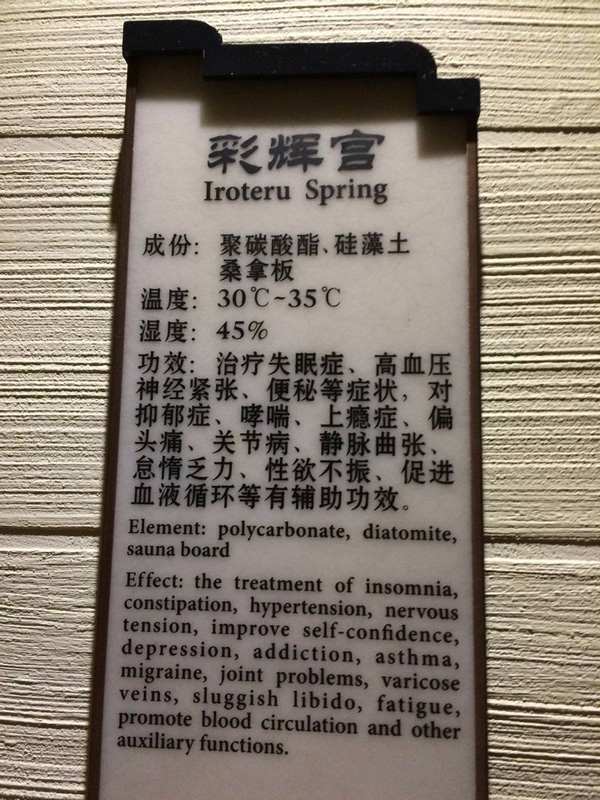 彩辉宫
Iroteru Spring
成份： 聚碳酸酯、硅藻土
桑拿板
温度： 30℃~35℃
湿度： 45%
功效： 治疗失眠症、高血压
神经紧张、便秘等症状，对
抑郁症、哮喘、上瘾症、偏
头痛、关节病、静脉曲张、
怠惰乏力、性欲不振、促进
血液循环等有辅助功效。
Element: polycarbonate, diatomite,
sauna board
Effect: the treatment of insomnia,
constipation, hypertension, nervous
tension, improve self-confidence,
depression, addiction, asthma,
migraine, joint problems, varicose
veins, sluggish libido, fatigue,
promote blood circulation and other
auxiliary functions.